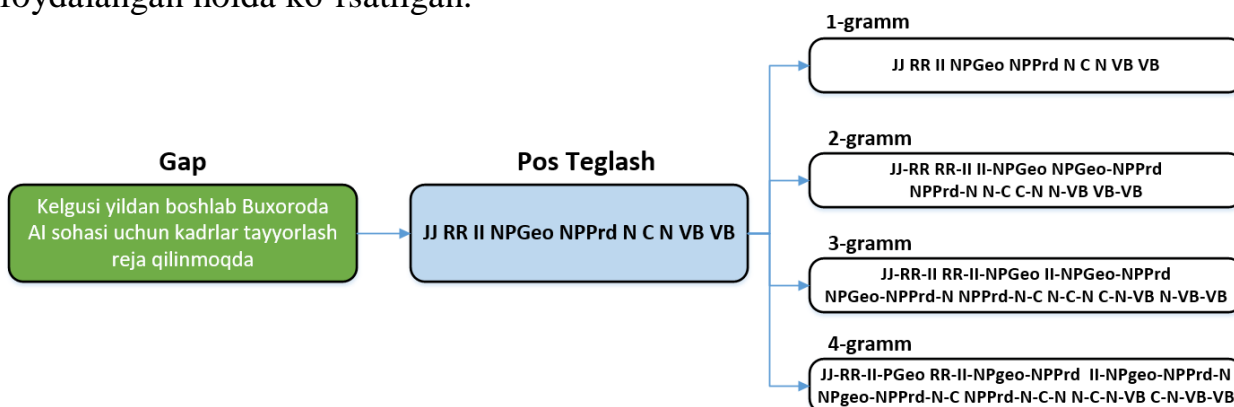 foydalangan holda ko'rsatilgan.
Gap
Kelgusi yildan boshlab Buxoroda
AI sohasi uchun kadrlar tayyorlash
reja qilinmoqda
Pos Teglash
JJ RR II NPGeo NPPrd N C N VB VB
1-gramm
JJ RR II NPGeo NPPrd N C N VB VB
2-gramm
JJ-RR RR-II II-NPGeo NPGeo-NPPrd
NPPrd-N N-C C-N N-VB VB-VB
3-gramm
JJ-RR-II RR-II-NPGeo II-NPGeo-NPPrd
NPGeo-NPPrd-N NPPrd-N-C N-C-N C-N-VB N-VB-VB
4-gramm
JJ-RR-II-PGeo RR-II-NPgeo-NPPrd II-NPgeo-NPPrd-N
NPgeo-NPPrd-N-C NPPrd-N-C-N N-C-N-VB C-N-VB-VB